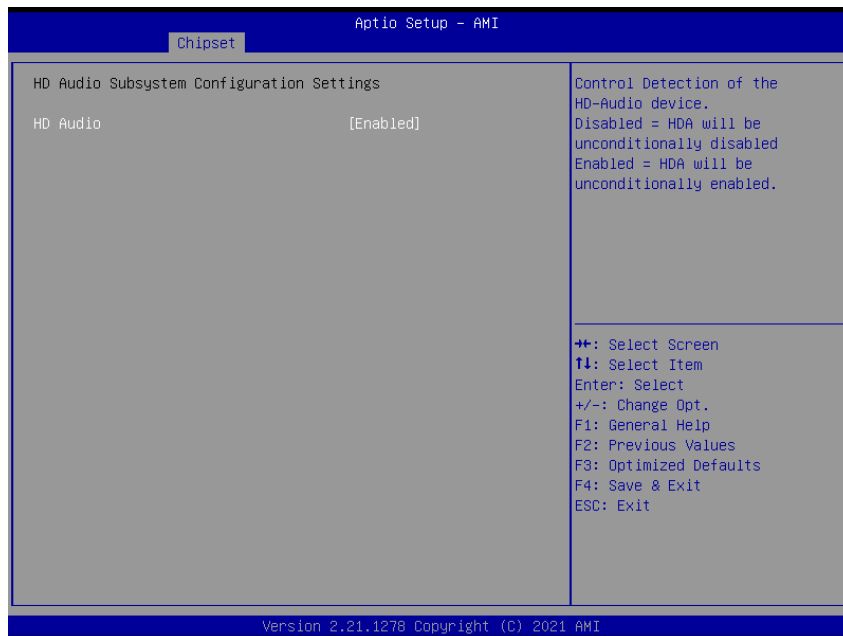 Aptio Setup – AMI
Chipset
HD Audio Subsystem Configuration Settings
HD Audio [Enabled]
Control Detection of the
HD-Audio device.
Disabled = HDA will be
unconditionally disabled
Enabled = HDA will be
unconditionally enabled.
→←: Select Screen
↑↓: Select Item
Enter: Select
+/-: Change Opt.
F1: General Help
F2: Previous Values
F3: Optimized Defaults
F4: Save & Exit
ESC: Exit
Version 2.21.1278 Copyright (C) 2021 AMI